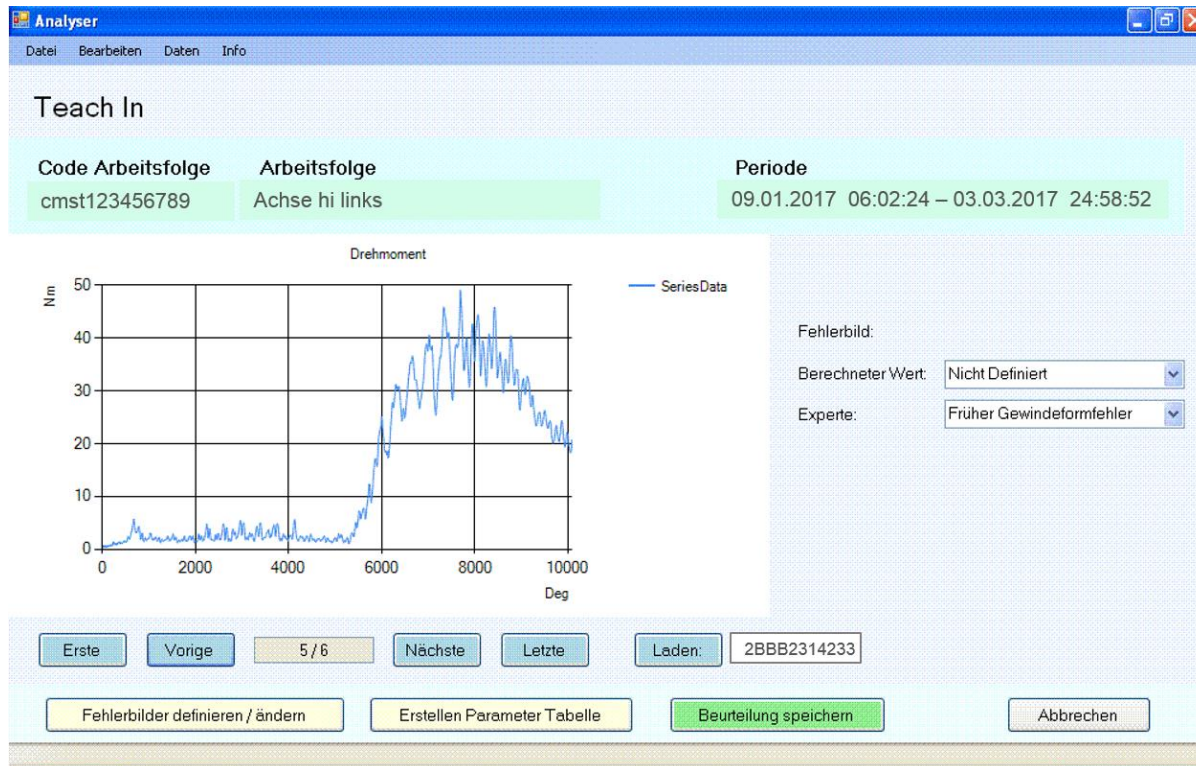 Analyser
Datei Bearbeiten Daten Info
Teach In
Code Arbeitsfolge Arbeitsfolge Periode
cmst123456789 Achse hi links 09.01.2017 06:02:24 – 03.03.2017 24:58:52
Drehmoment
SeriesData
Nm
50
40
30
20
10
0
0 2000 4000 6000 8000 10000
Deg
Fehlerbild:
Berechneter Wert: Nicht Definiert
Experte: Früher Gewindeformfehler
Erste Vorige 5 / 6 Nächste Letzte Laden: 2BBB2314233
Fehlerbilder definieren / ändern Erstellen Parameter Tabelle Beurteilung speichern Abbrechen